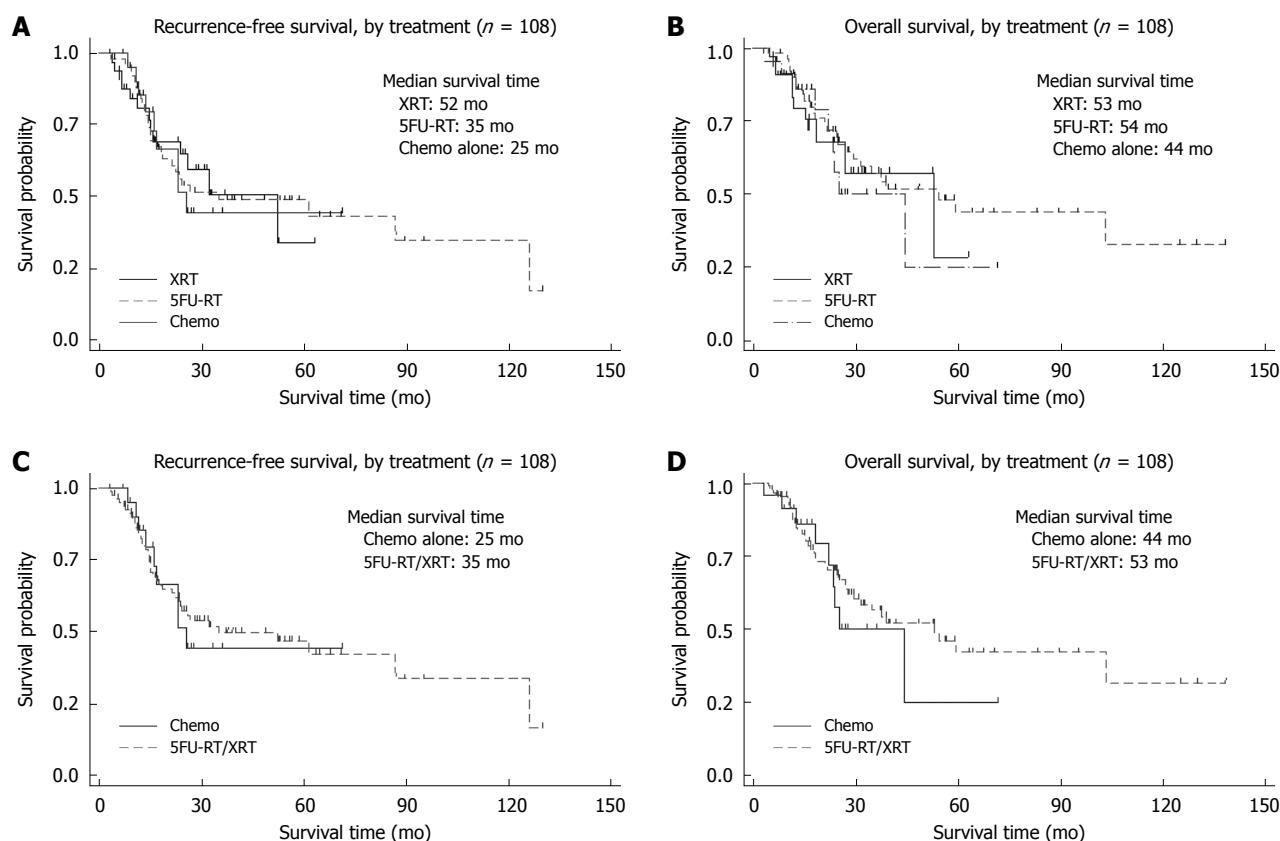 A
Recurrence-free survival, by treatment (n = 108)
Survival probability
1.0
0.7
0.5
0.2
0.0
Median survival time
XRT: 52 mo
5FU-RT: 35 mo
Chemo alone: 25 mo
XRT
5FU-RT
Chemo
0 30 60 90 120 150
Survival time (mo)
B
Overall survival, by treatment (n = 108)
Survival probability
1.0
0.7
0.5
0.2
0.0
Median survival time
XRT: 53 mo
5FU-RT: 54 mo
Chemo alone: 44 mo
XRT
5FU-RT
Chemo
0 30 60 90 120 150
Survival time (mo)
C
Recurrence-free survival, by treatment (n = 108)
Survival probability
1.0
0.7
0.5
0.2
0.0
Median survival time
Chemo alone: 25 mo
5FU-RT/XRT: 35 mo
Chemo
5FU-RT/XRT
0 30 60 90 120 150
Survival time (mo)
D
Overall survival, by treatment (n = 108)
Survival probability
1.0
0.7
0.5
0.2
0.0
Median survival time
Chemo alone: 44 mo
5FU-RT/XRT: 53 mo
Chemo
5FU-RT/XRT
0 30 60 90 120 150
Survival time (mo)